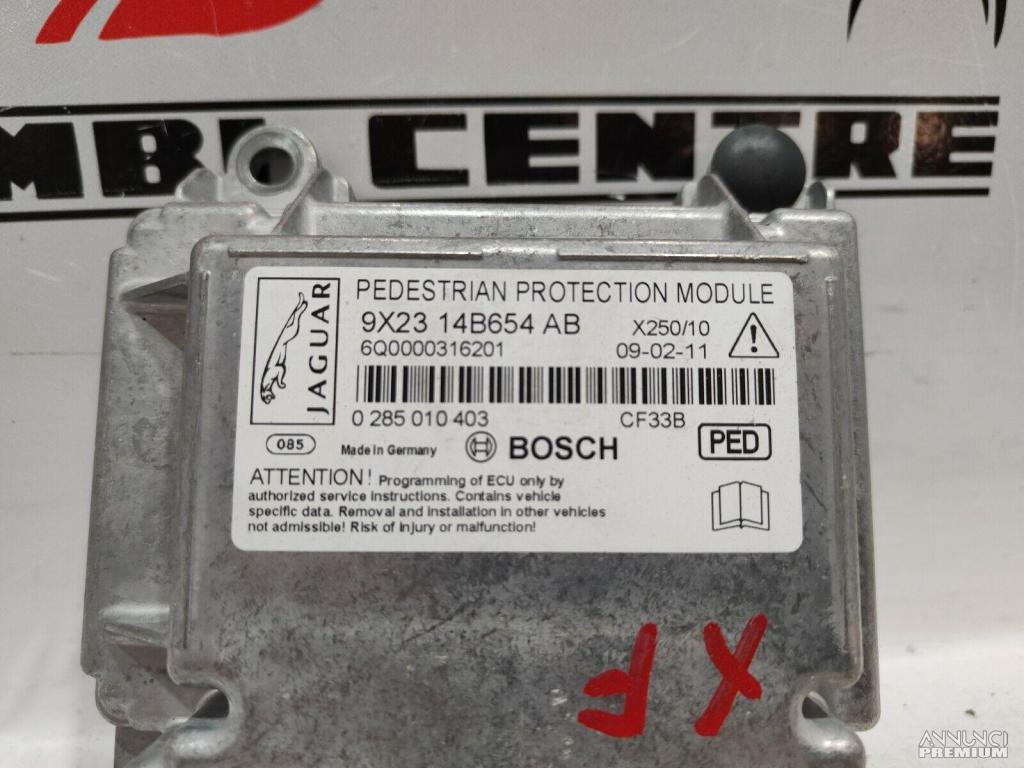 MBI CENTRE
JAGUAR
PEDESTRIAN PROTECTION MODULE
9X23 14B654 AB
X250/10
6Q0000316201
09-02-11
0 285 010 403
CF33B
085
Made in Germany
BOSCH
PED
ATTENTION! Programming of ECU only by
authorized service instructions. Contains vehicle
specific data. Removal and installation in other vehicles
not admissible! Risk of injury or malfunction!
XF
ANNUNCI
PREMIUM